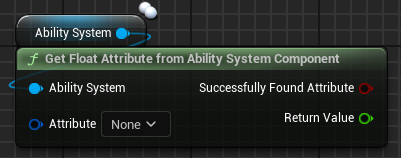 Ability System
f Get Float Attribute from Ability System Component
Ability System Successfully Found Attribute
Attribute None Return Value